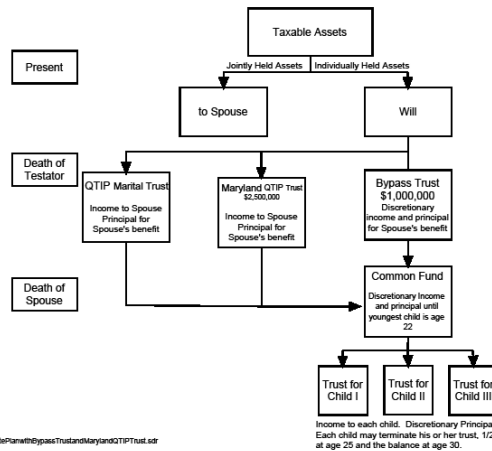 Taxable Assets
Jointly Held Assets
Individually Held Assets
Present
to Spouse
Will
Death of
Testator
QTIP Marital Trust
Income to Spouse
Principal for
Spouse's benefit
Maryland QTIP Trust
$2,500,000
Income to Spouse
Principal for
Spouse's benefit
Bypass Trust
$1,000,000
Discretionary
income and principal
for Spouse's benefit
Death of
Spouse
Common Fund
Discretionary Income
and principal until
youngest child is age
22
Trust for
Child I
Trust for
Child II
Trust for
Child III
Income to each child. Discretionary Principa
Each child may terminate his or her trust, 1/2
at age 25 and the balance at age 30.
tePlanwithBypassTrustandMarylandQTIPTrust.sdr